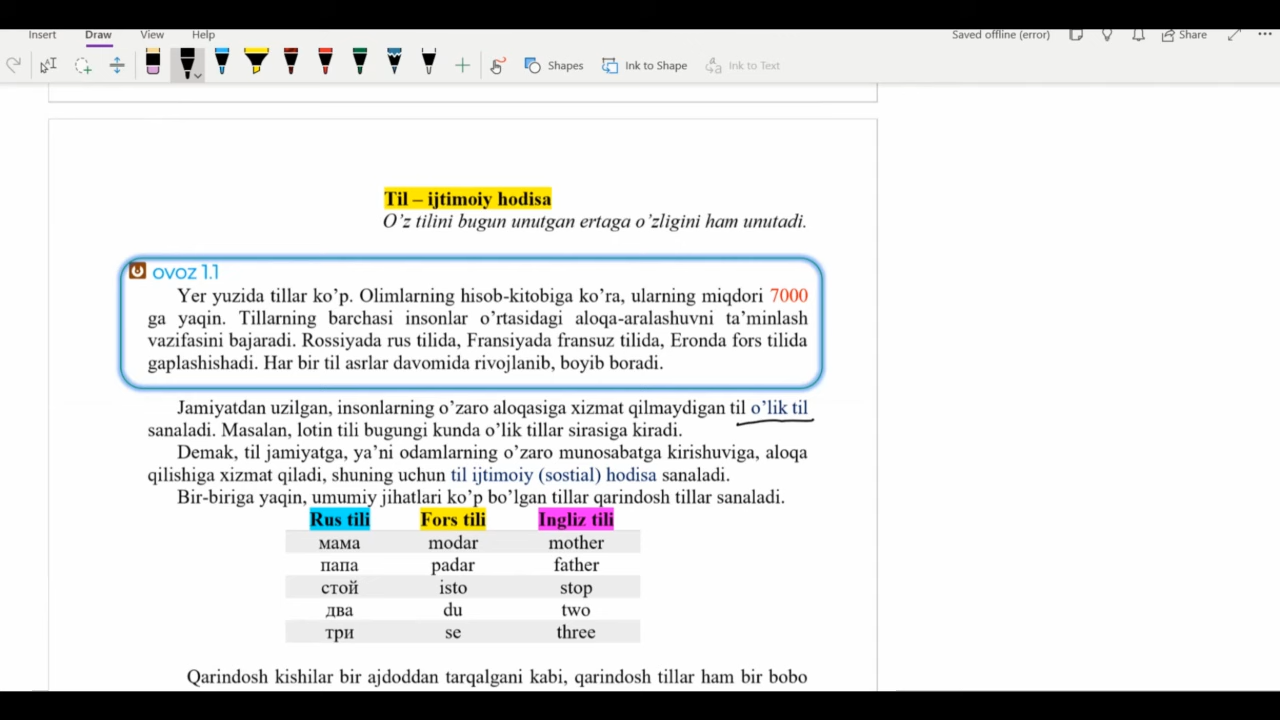 Insert Draw View Help Saved offline (error) Share
Shapes Ink to Shape Ink to Text
Til – ijtimoiy hodisa
O’z tilini bugun unutgan ertaga o’zligini ham unutadi.
ovoz 1.1
Yer yuzida tillar ko’p. Olimlarning hisob-kitobiga ko’ra, ularning miqdori 7000
ga yaqin. Tillarning barchasi insonlar o’rtasidagi aloqa-aralashuvni ta’minlash
vazifasini bajaradi. Rossiyada rus tilida, Fransiyada fransuz tilida, Eronda fors tilida
gaplashishadi. Har bir til asrlar davomida rivojlanib, boyib boradi.
Jamiyatdan uzilgan, insonlarning o’zaro aloqasiga xizmat qilmaydigan til o’lik til
sanaladi. Masalan, lotin tili bugungi kunda o’lik tillar sirasiga kiradi.
Demak, til jamiyatga, ya’ni odamlarning o’zaro munosabatga kirishuviga, aloqa
qilishiga xizmat qiladi, shuning uchun til ijtimoiy (sostial) hodisa sanaladi.
Bir-biriga yaqin, umumiy jihatlari ko’p bo’lgan tillar qarindosh tillar sanaladi.
Rus tili Fors tili Ingliz tili
мама modar mother
папа padar father
стой isto stop
два du two
три se three
Qarindosh kishilar bir ajdoddan tarqalgani kabi, qarindosh tillar ham bir bobo